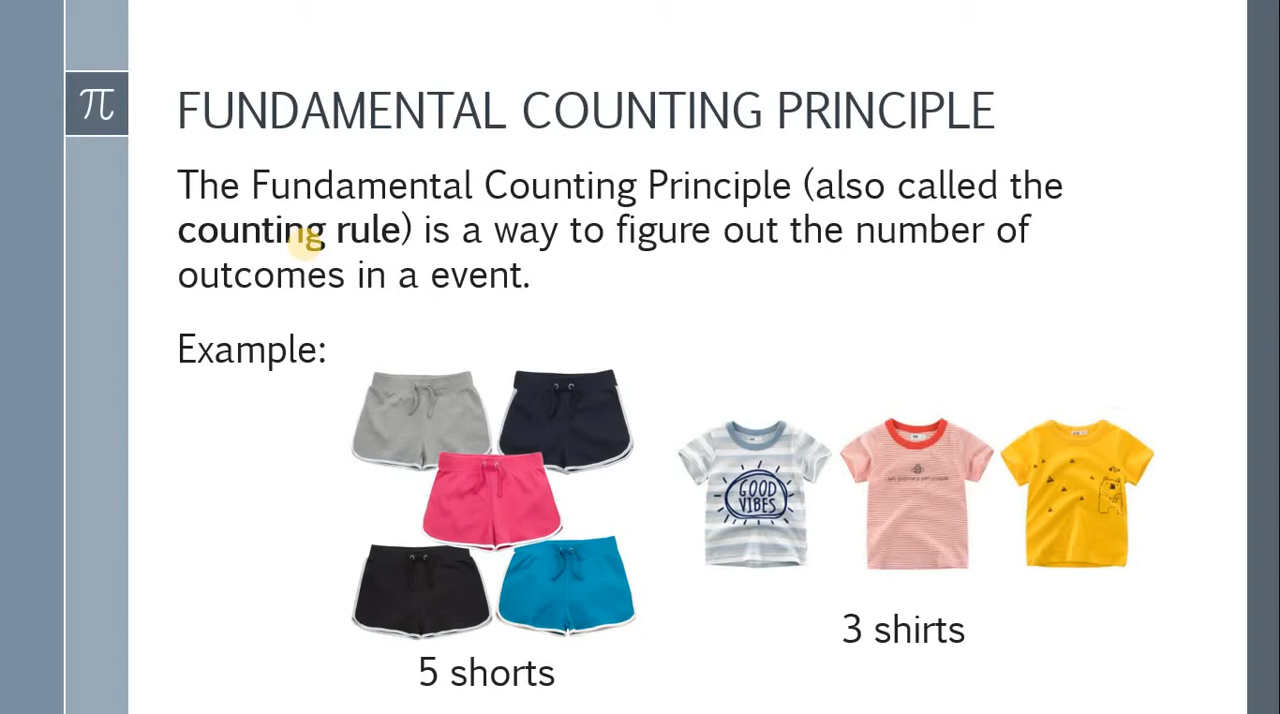 π
FUNDAMENTAL COUNTING PRINCIPLE
The Fundamental Counting Principle (also called the
counting rule) is a way to figure out the number of
outcomes in a event.
Example:
GOOD
VIBES
5 shorts
3 shirts